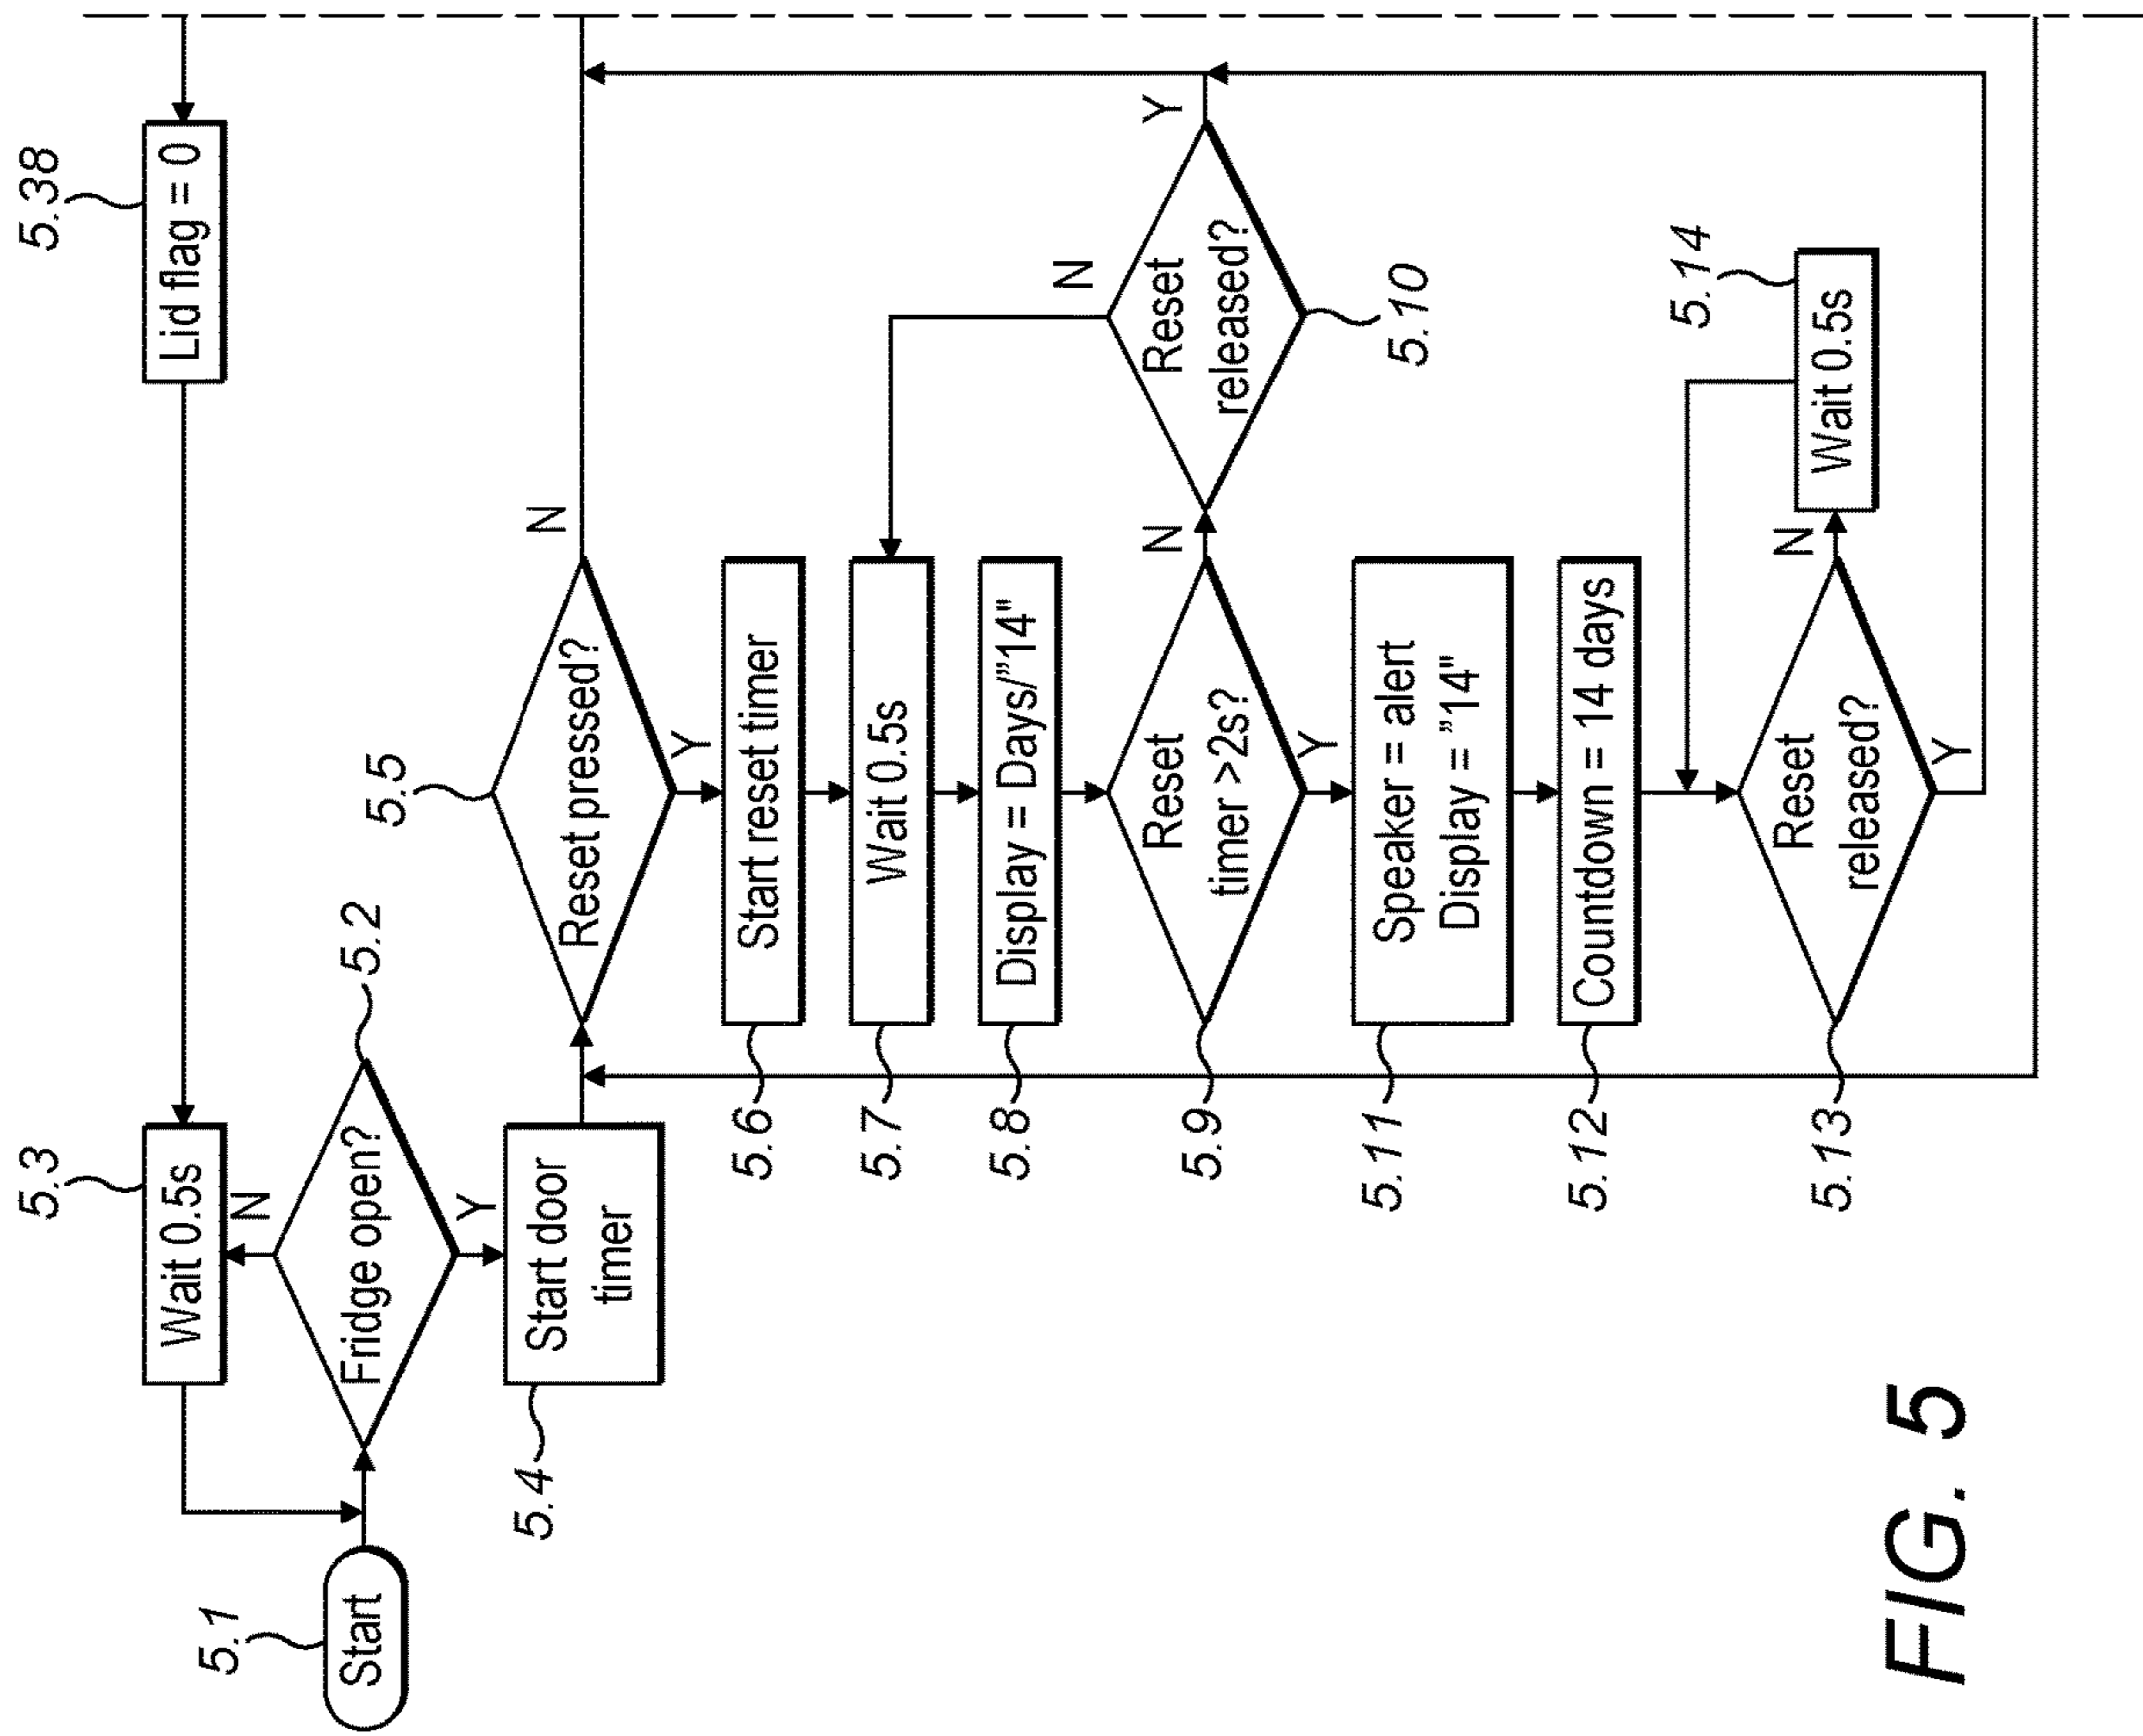 5.38
Lid flag = 0
5.3
Wait 0.5s
N
5.2
Fridge open?
Y
5.1
Start
5.4
Start door
timer
5.5
Reset pressed?
N
Y
5.6
Start reset timer
5.7
Wait 0.5s
5.8
Display = Days/”14"
5.9
Reset
timer >2s?
N
Y
5.10
Reset
released?
N
Y
5.11
Speaker = alert
Display = ”14"
5.12
Countdown = 14 days
5.13
Reset
released?
N
Y
5.14
Wait 0.5s
FIG. 5